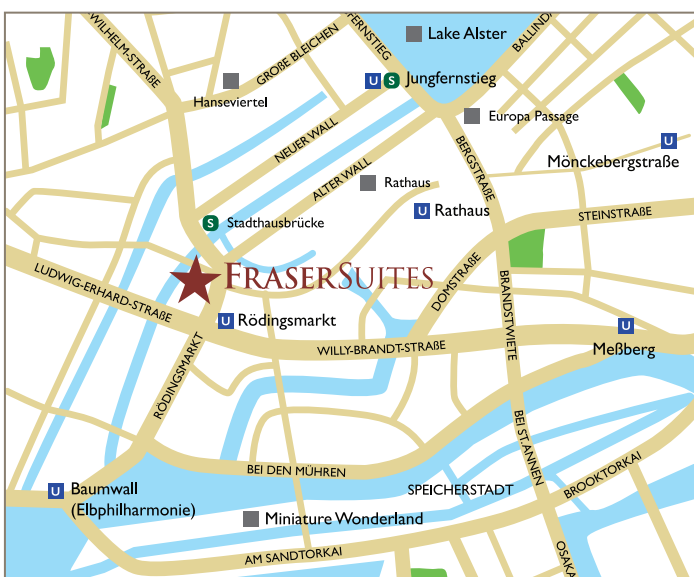 -WILHELM-STRAßE
GROßE BLEICHEN
FERNSTIEG
Lake Alster
BALLIND
U S Jungfernstieg
Hanseviertel
Europa Passage
NEUER WALL
BERGSTRAßE
U
Mönckebergstraße
ALTER WALL
Rathaus
U Rathaus
STEINSTRAßE
S Stadthausbrücke
FRASERSUITES
DOMSTRAßE
BRANDSTWIETE
LUDWIG-ERHARD-STRAßE
U Rödingsmarkt
WILLY-BRANDT-STRAßE
U
Meßberg
RÖDINGSMARKT
BEI ST. ANNEN
BEI DEN MÜHREN
U Baumwall
(Elbphilharmonie)
SPEICHERSTADT
BROOKTORKAI
Miniature Wonderland
AM SANDTORKAI
OSAKA